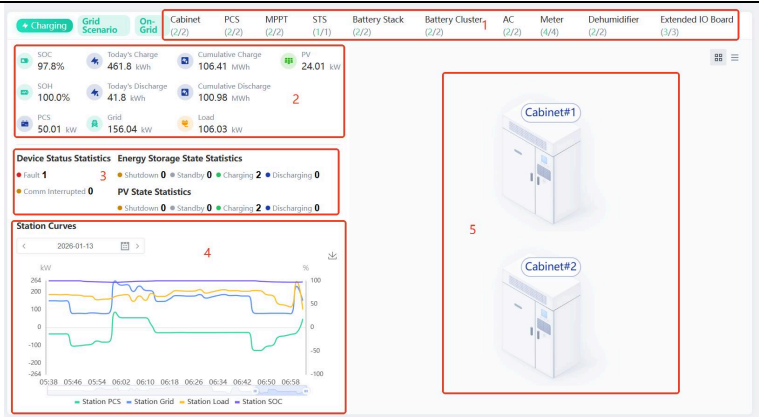 Charging Grid Scenario On-Grid
Cabinet PCS MPPT STS Battery Stack Battery Cluster AC Meter Dehumidifier Extended IO Board
(2/2) (2/2) (2/2) (1/1) (2/2) (2/2) (2/2) (4/4) (2/2) (3/3)
1
SOC Today's Charge Cumulative Charge PV
97.8% 461.8 kWh 106.41 MWh 24.01 kW
SOH Today's Discharge Cumulative Discharge
100.0% 41.8 kWh 100.98 MWh
2
PCS Grid Load
50.01 kW 156.04 kW 106.03 kW
Device Status Statistics Energy Storage State Statistics
Fault 1 Shutdown 0 Standby 0 Charging 2 Discharging 0
3
Comm Interrupted 0 PV State Statistics
Shutdown 0 Standby 0 Charging 2 Discharging 0
Station Curves
< 2026-01-13 >
4
kW %
264 100
200
100 50
0 0
-100 -50
-200
-264 -100
05:38 05:46 05:54 06:02 06:10 06:18 06:26 06:34 06:42 06:50 06:58
Station PCS Station Grid Station Load Station SOC
Cabinet#1
5
Cabinet#2